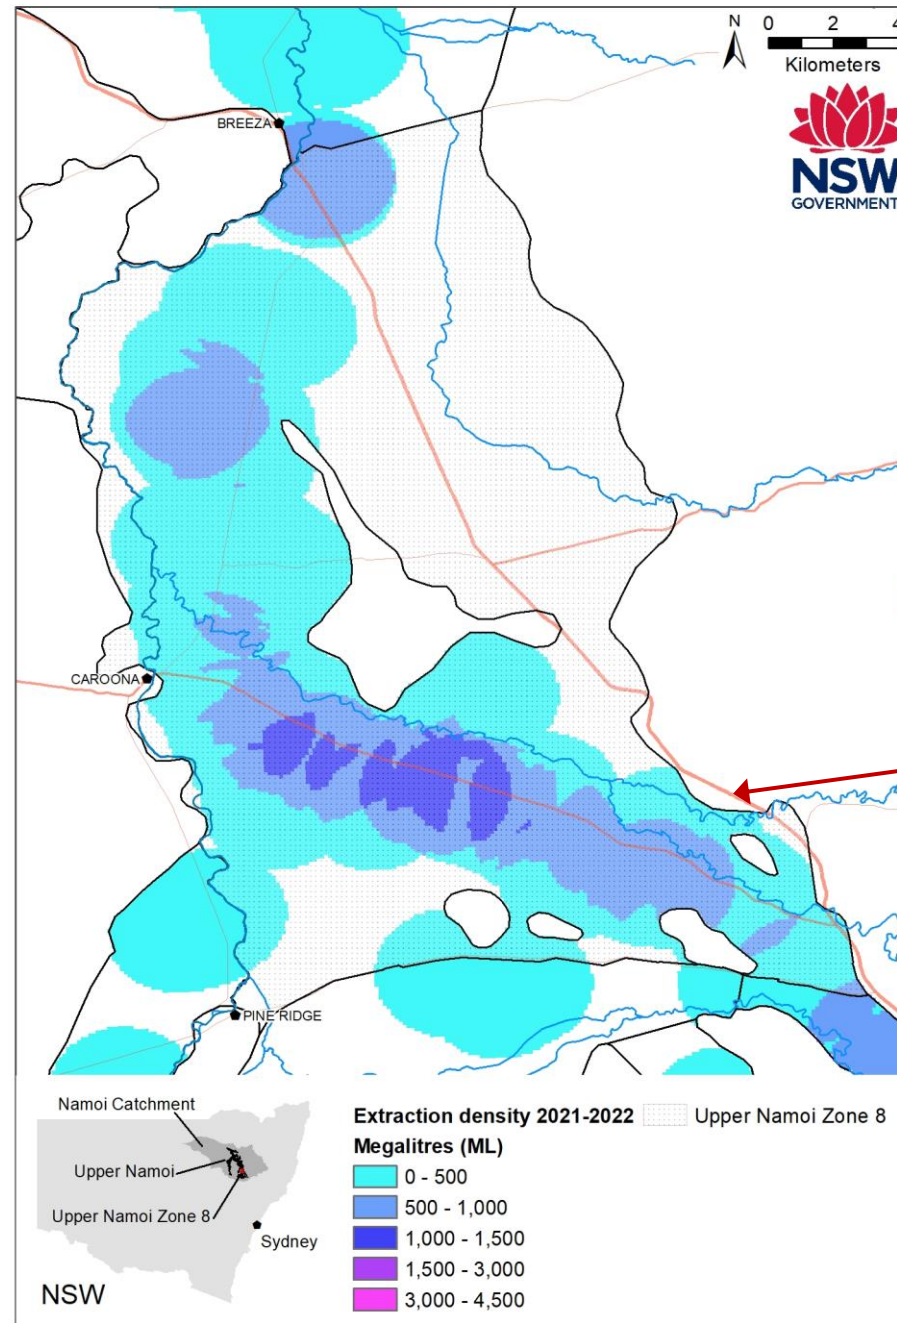 N
0 2 4
Kilometers
NSW
GOVERNMENT
BREEZA
CAROONA
PINE RIDGE
Namoi Catchment
Upper Namoi
Upper Namoi Zone 8
Sydney
NSW
Extraction density 2021-2022
Megalitres (ML)
0 - 500
500 - 1,000
1,000 - 1,500
1,500 - 3,000
3,000 - 4,500
Upper Namoi Zone 8